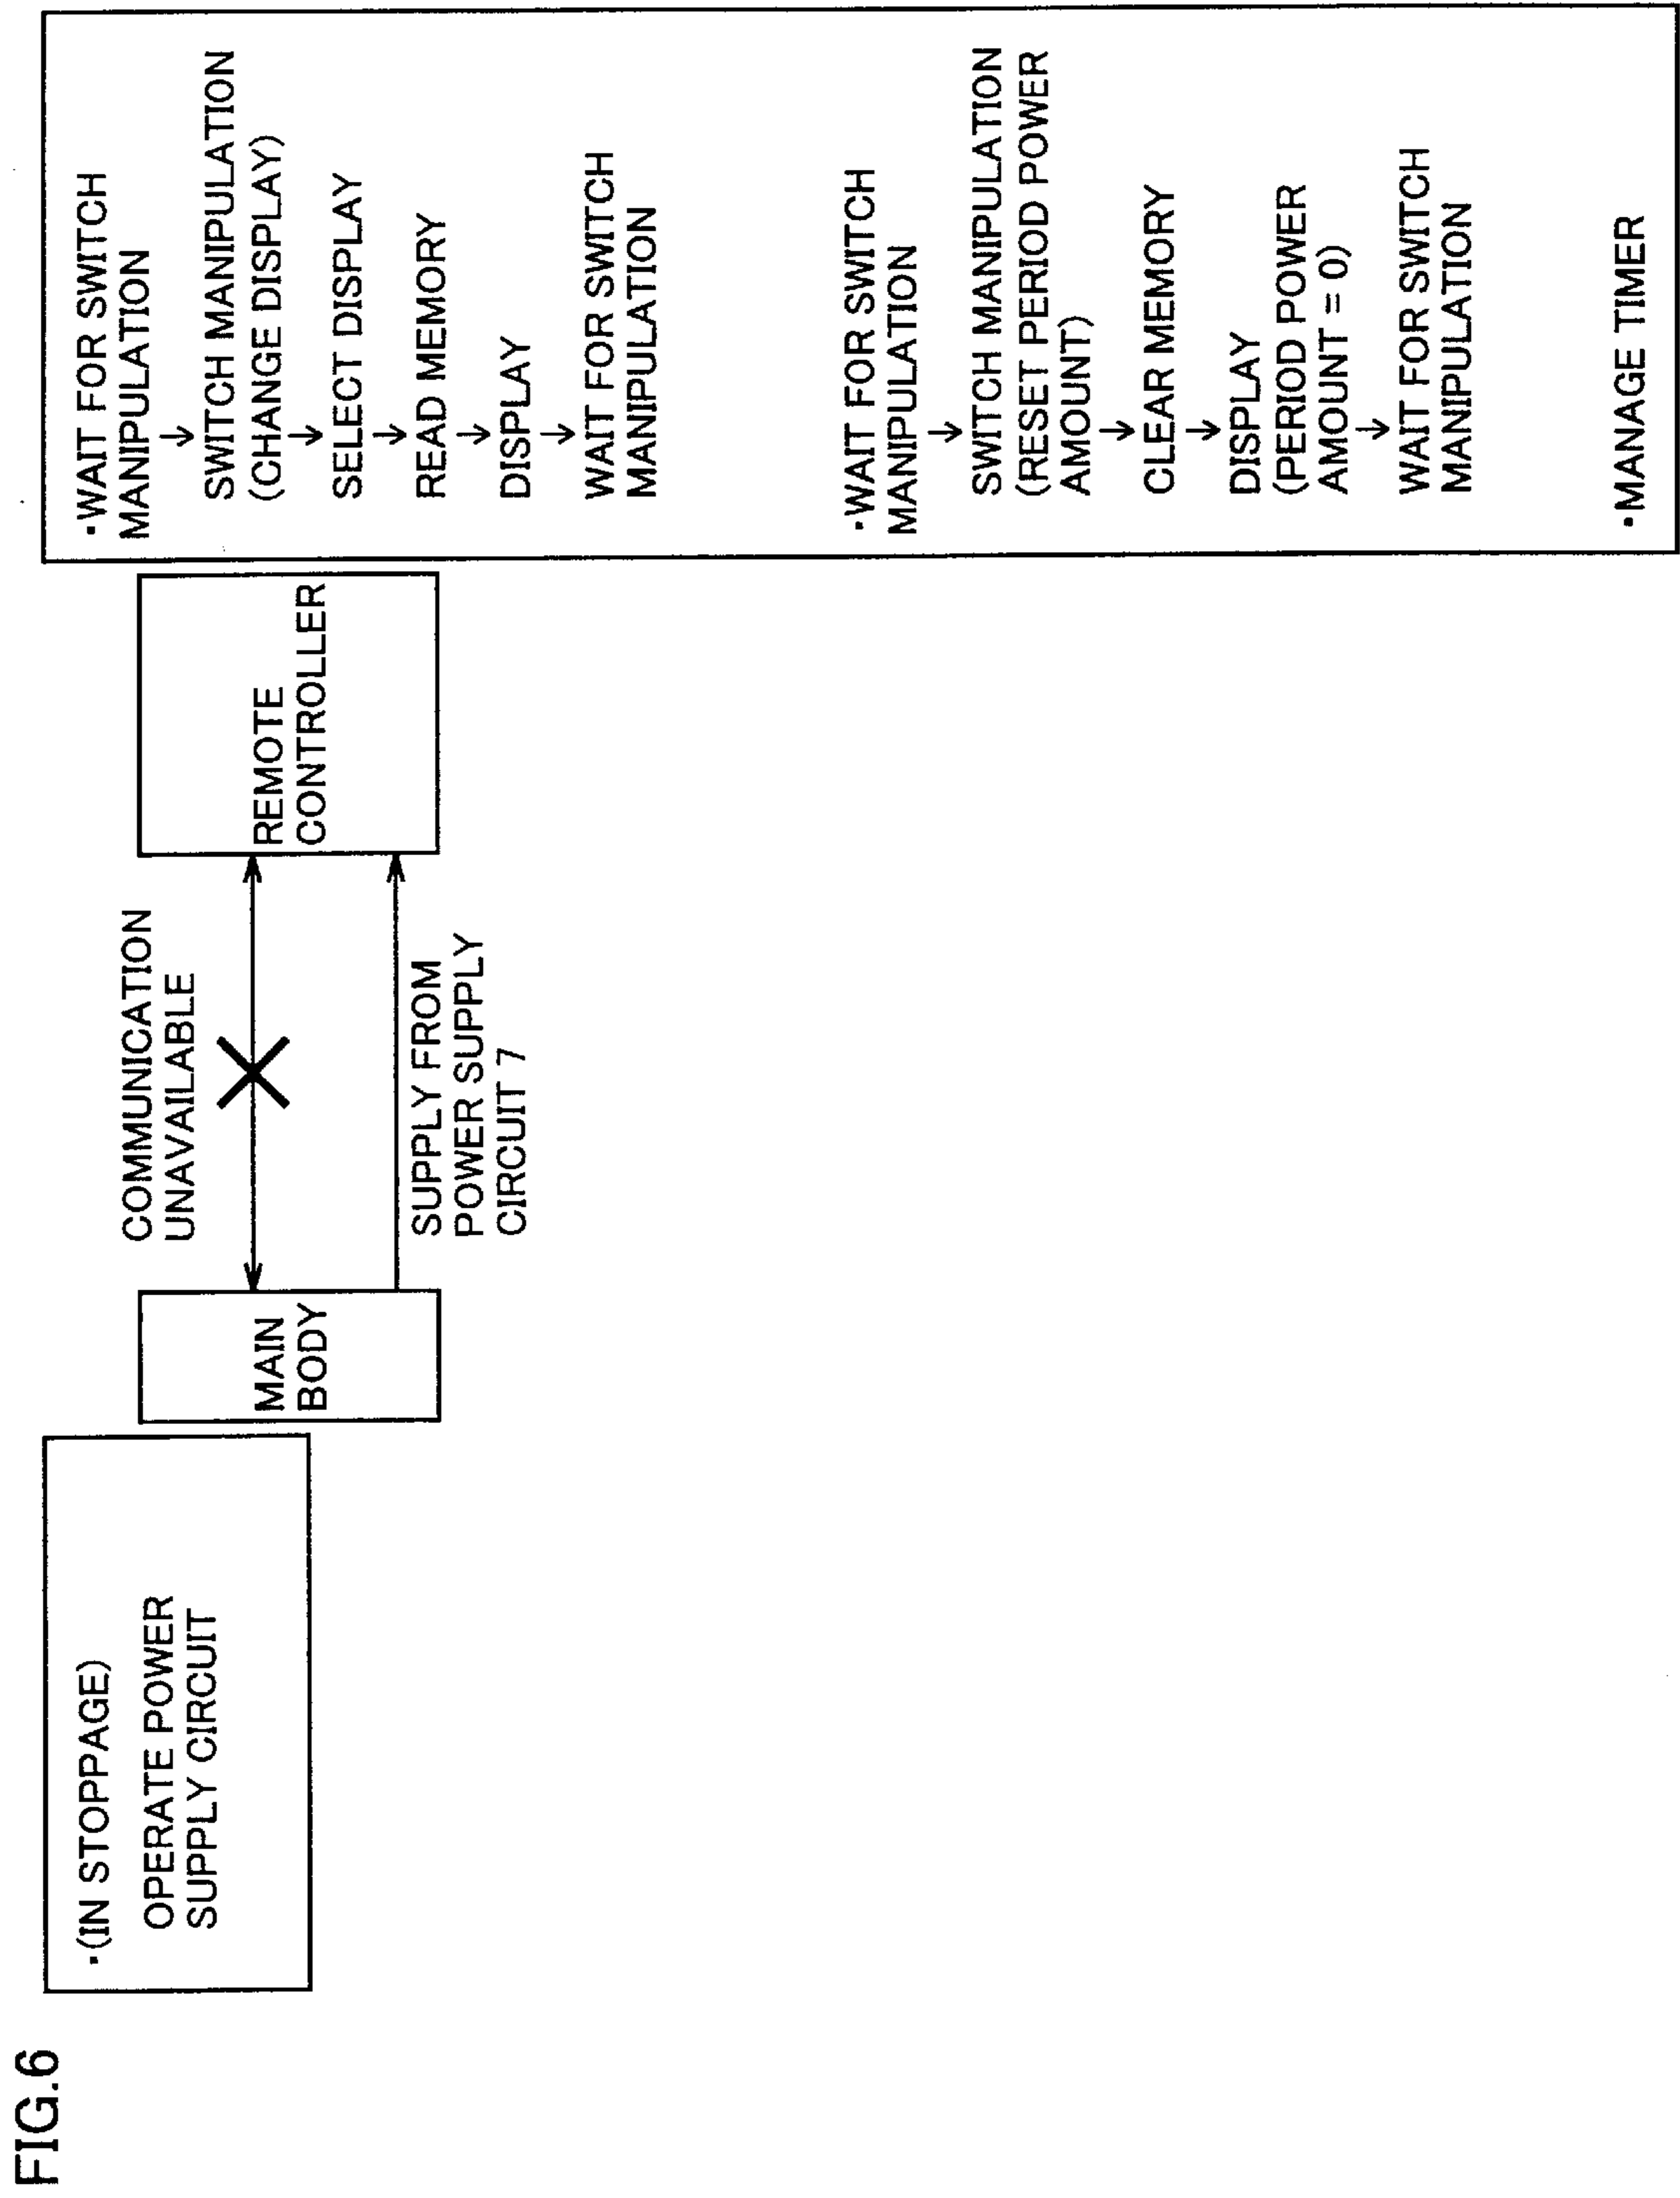 FIG.6
·(IN STOPPAGE)
OPERATE POWER
SUPPLY CIRCUIT
MAIN
BODY
COMMUNICATION
UNAVAILABLE
SUPPLY FROM
POWER SUPPLY
CIRCUIT 7
REMOTE
CONTROLLER
·WAIT FOR SWITCH
MANIPULATION
↓
SWITCH MANIPULATION
(CHANGE DISPLAY)
↓
SELECT DISPLAY
↓
READ MEMORY
↓
DISPLAY
↓
WAIT FOR SWITCH
MANIPULATION
·WAIT FOR SWITCH
MANIPULATION
↓
SWITCH MANIPULATION
(RESET PERIOD POWER
AMOUNT)
↓
CLEAR MEMORY
↓
DISPLAY
(PERIOD POWER
AMOUNT = 0)
↓
WAIT FOR SWITCH
MANIPULATION
·MANAGE TIMER